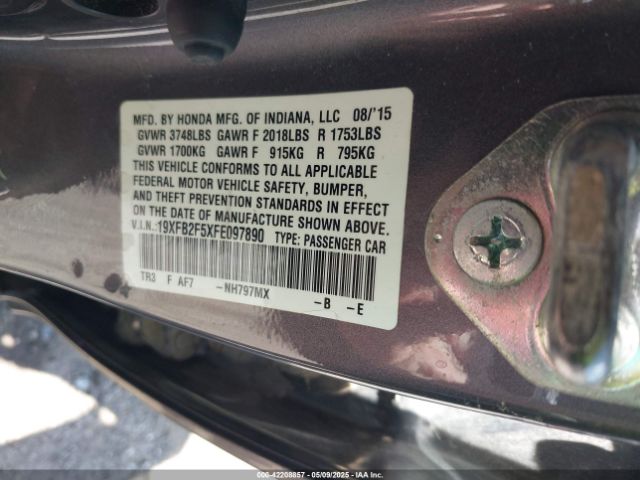 MFD. BY HONDA MFG. OF INDIANA, LLC 08/'15
GVWR 3748LBS GAWR F 2018LBS R 1753LBS
GVWR 1700KG GAWR F 915KG R 795KG
THIS VEHICLE CONFORMS TO ALL APPLICABLE
FEDERAL MOTOR VEHICLE SAFETY, BUMPER,
AND THEFT PREVENTION STANDARDS IN EFFECT
ON THE DATE OF MANUFACTURE SHOWN ABOVE.
V.I.N.:19XFB2F5XFE097890 TYPE: PASSENGER CAR
TR3 F AF7 -NH797MX -B -E
006-42208857 - 05/09/2025 - IAAI